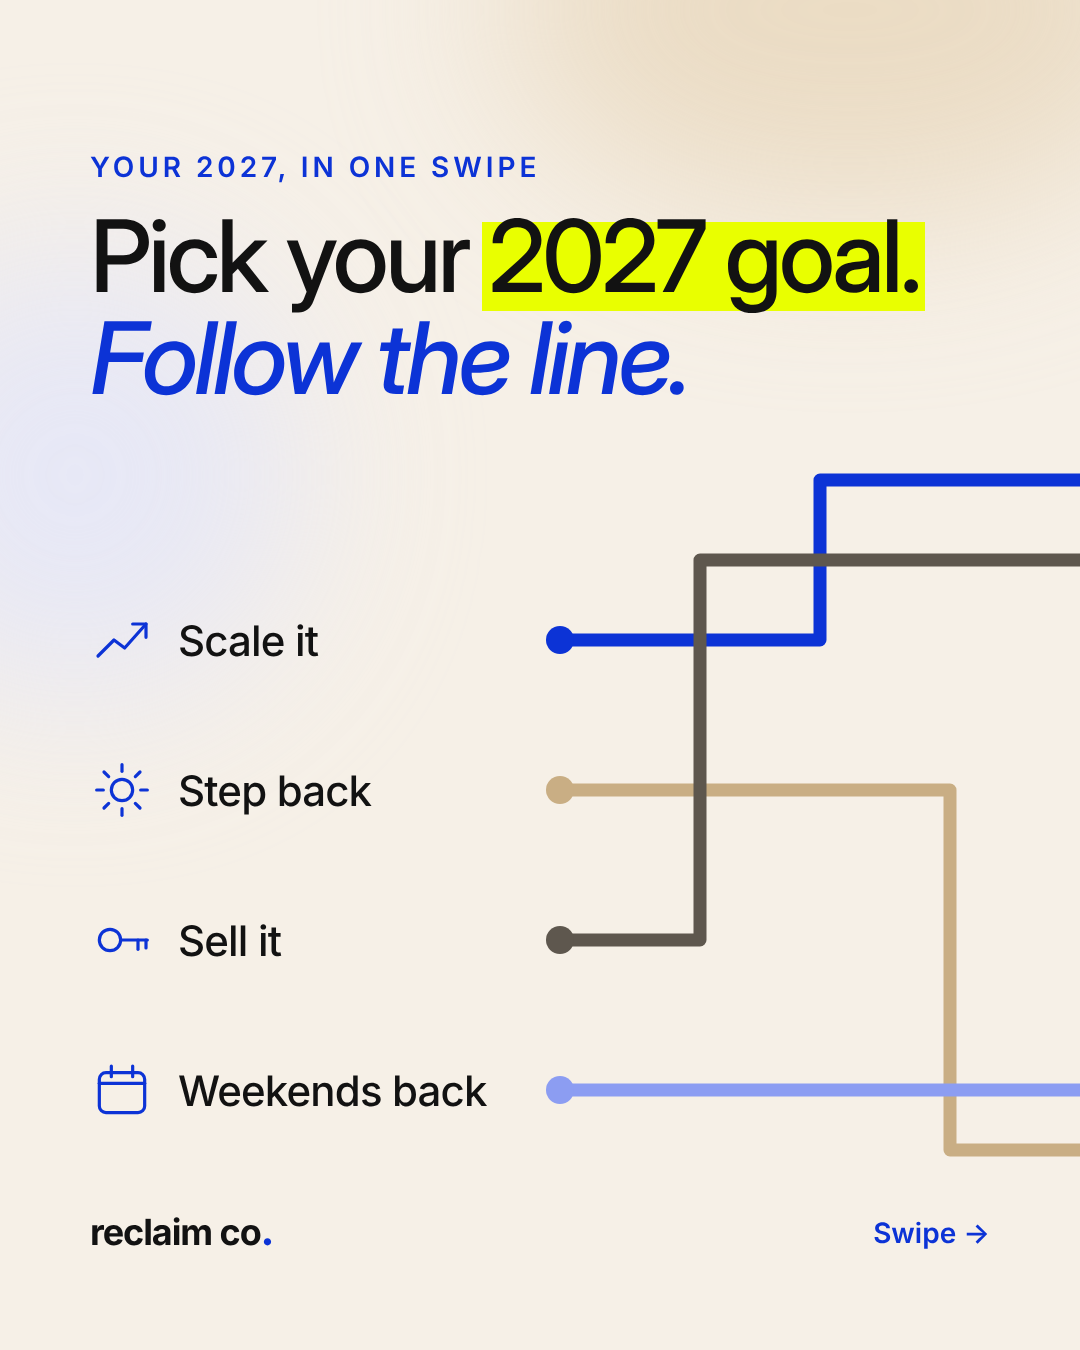 YOUR 2027, IN ONE SWIPE
Pick your 2027 goal.
Follow the line.
Scale it
Step back
Sell it
Weekends back
reclaim co.
Swipe →